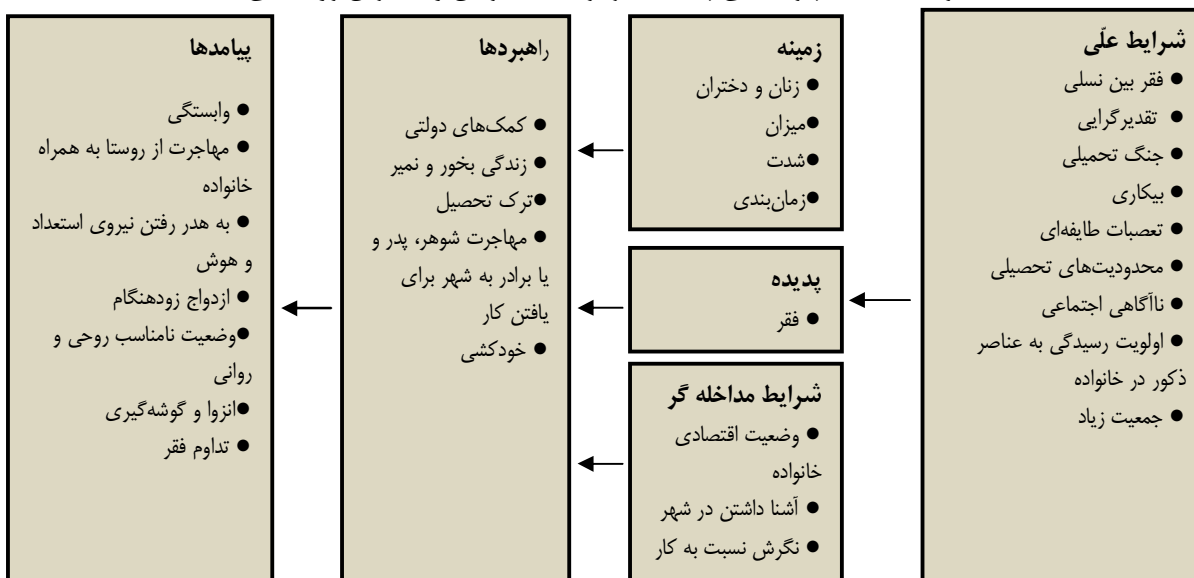 شرایط علّی
● فقر بین نسلی
● تقدیرگرایی
● جنگ تحمیلی
● بیکاری
● تعصبات طایفه‌ای
● محدودیت‌های تحصیلی
● ناآگاهی اجتماعی
● اولویت رسیدگی به عناصر
ذکور در خانواده
● جمعیت زیاد
زمینه
● زنان و دختران
●میزان
●شدت
●زمان‌بندی
پدیده
● فقر
شرایط مداخله گر
● وضعیت اقتصادی
خانواده
● آشنا داشتن در شهر
● نگرش نسبت به کار
راهبردها
● کمک‌های دولتی
● زندگی بخور و نمیر
●ترک تحصیل
● مهاجرت شوهر، پدر و
یا برادر به شهر برای
یافتن کار
● خودکشی
پیامدها
● وابستگی
● مهاجرت از روستا به همراه
خانواده
● به هدر رفتن نیروی استعداد
و هوش
● ازدواج زودهنگام
●وضعیت نامناسب روحی و
روانی
●انزوا و گوشه‌گیری
● تداوم فقر